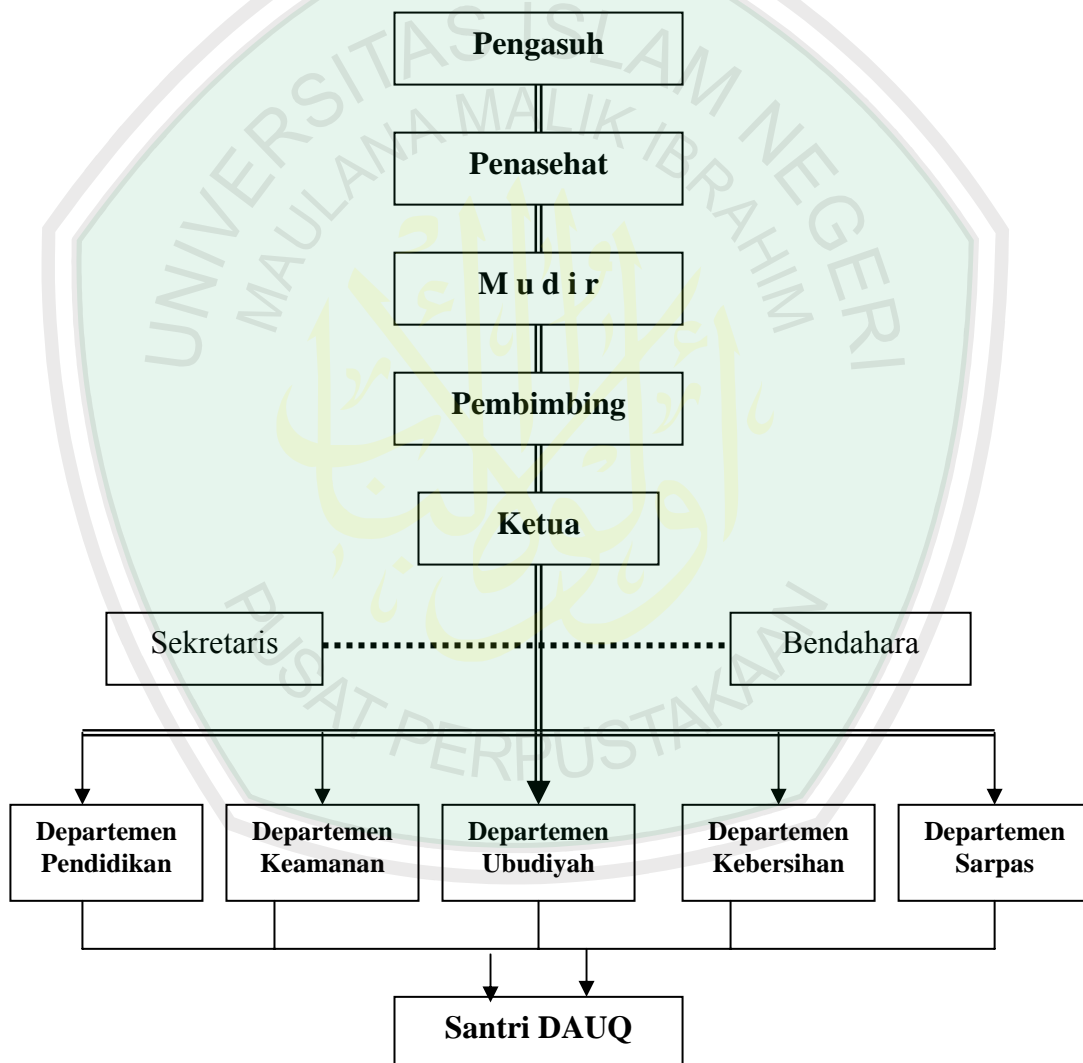 UNIVERSITAS ISLAM NEGERI
MAULANA MALIK IBRAHIM
Pengasuh
Penasehat
M u d i r
Pembimbing
Ketua
Sekretaris
Bendahara
PUSAT PERPUSTAKAAN
Departemen
Pendidikan
Departemen
Keamanan
Departemen
Ubudiyah
Departemen
Kebersihan
Departemen
Sarpas
Santri DAUQ